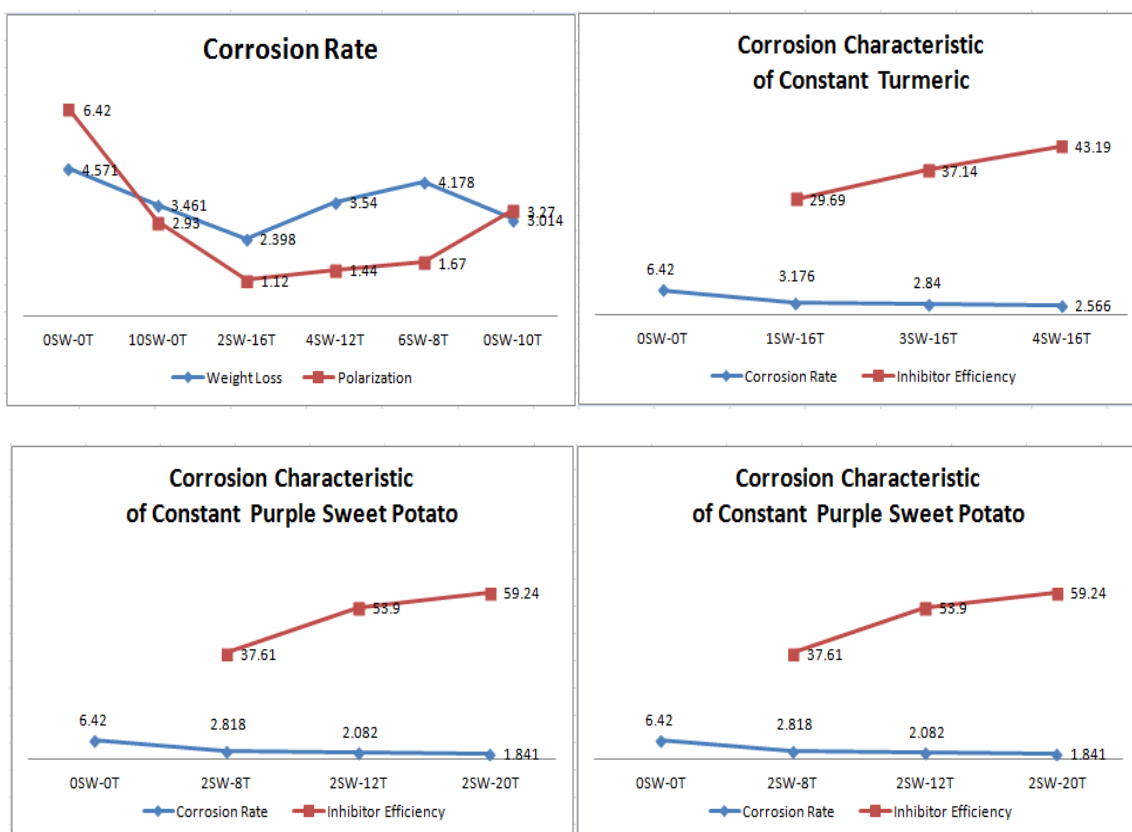 Corrosion Rate
6.42
4.571
3.461
2.93
2.398
1.12
3.54
1.44
4.178
1.67
3.27
3.014
0SW-0T 10SW-0T 2SW-16T 4SW-12T 6SW-8T 0SW-10T
Weight Loss Polarization
Corrosion Characteristic
of Constant Turmeric
43.19
37.14
29.69
6.42 3.176 2.84
2.566
0SW-0T 1SW-16T 3SW-16T 4SW-16T
Corrosion Rate Inhibitor Efficiency
Corrosion Characteristic
of Constant Purple Sweet Potato
59.24
53.9
37.61
6.42 2.818 2.082
1.841
0SW-0T 2SW-8T 2SW-12T 2SW-20T
Corrosion Rate Inhibitor Efficiency
Corrosion Characteristic
of Constant Purple Sweet Potato
59.24
53.9
37.61
6.42 2.818 2.082
1.841
0SW-0T 2SW-8T 2SW-12T 2SW-20T
Corrosion Rate Inhibitor Efficiency